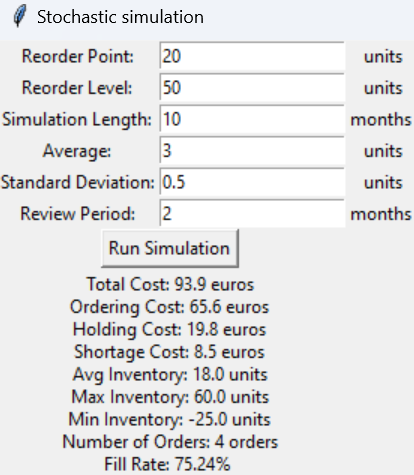 Stochastic simulation
Reorder Point: 20 units
Reorder Level: 50 units
Simulation Length: 10 months
Average: 3 units
Standard Deviation: 0.5 units
Review Period: 2 months
Run Simulation
Total Cost: 93.9 euros
Ordering Cost: 65.6 euros
Holding Cost: 19.8 euros
Shortage Cost: 8.5 euros
Avg Inventory: 18.0 units
Max Inventory: 60.0 units
Min Inventory: -25.0 units
Number of Orders: 4 orders
Fill Rate: 75.24%